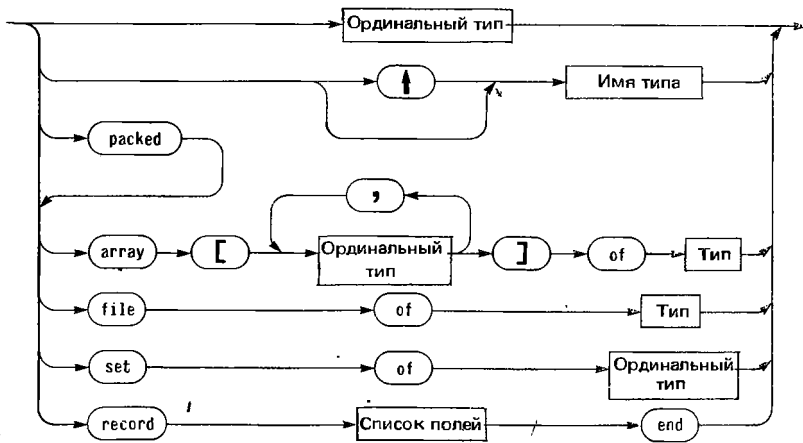 Ординальный тип
↑ Имя типа
packed
,
array [ Ординальный тип ] of Тип
file of Тип
set of Ординальный тип
record Список полей end